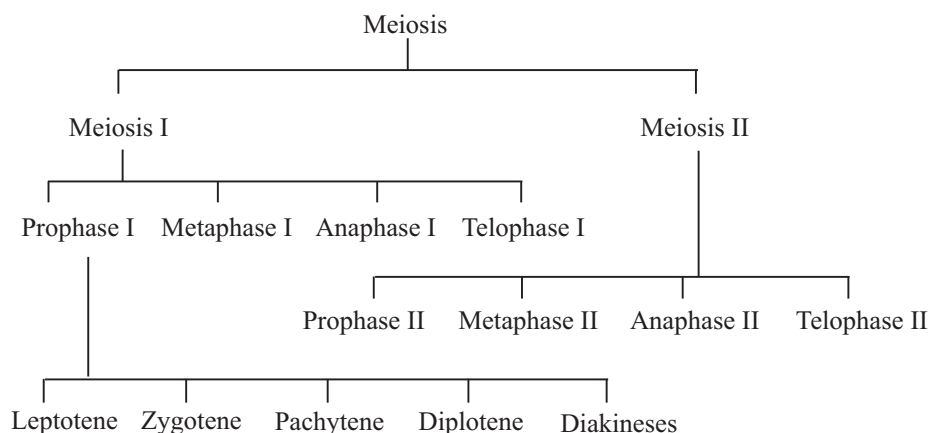 Meiosis
Meiosis I Meiosis II
Prophase I Metaphase I Anaphase I Telophase I
Prophase II Metaphase II Anaphase II Telophase II
Leptotene Zygotene Pachytene Diplotene Diakineses